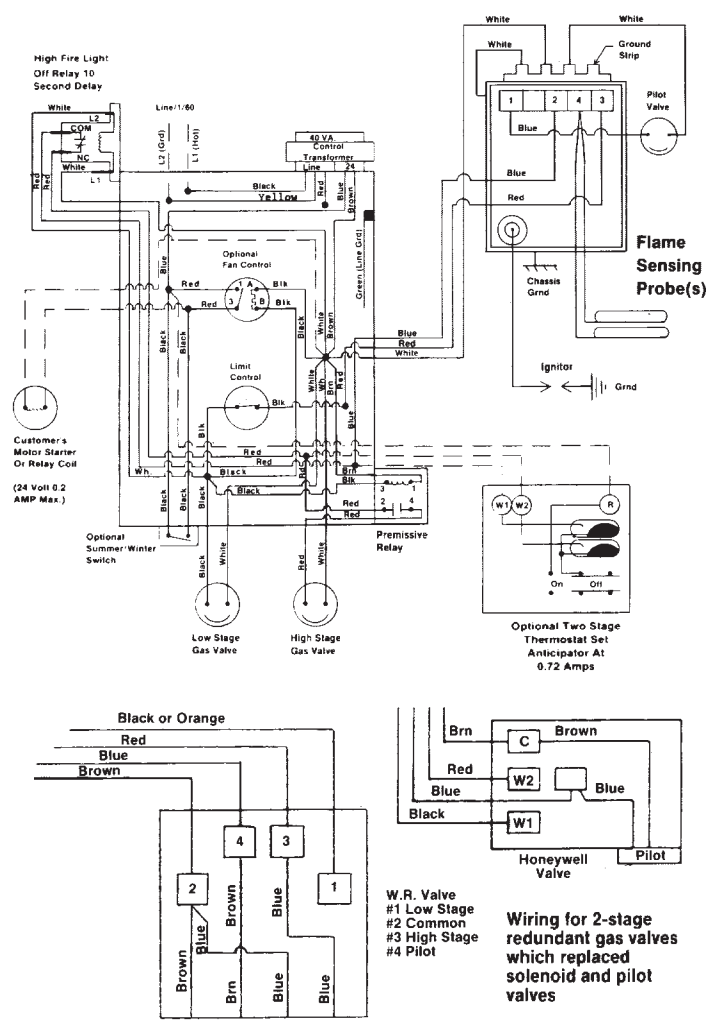 White
White
White
Ground
Strip
High Fire Light
Off Relay 10
Second Delay
White
L2
COM
NC
White
L1
Red
Red
Line/1/60
L2 (Grd)
L1 (Hot)
40 VA.
Control
Transformer
Line
24
Black
Yellow
Red
Blue
Brown
1
2
4
3
Blue
Pilot
Valve
Blue
Red
Flame
Sensing
Probe(s)
Chassis
Grnd
Ignitor
Grnd
Blue
Optional
Fan Control
Green (Line Grd)
Red
1
A
Blk
Red
3
B
Blk
Black
White
Brown
Blue
Red
White
Black
Black
Limit
Control
White
Wh.
Brn
Red
Blk
Blk
Blue
Customer's
Motor Starter
Or Relay Coil
(24 Volt 0.2
AMP Max.)
Red
Red
Wh.
Black
Black
Red
Brn
Blk
3
1
2
4
Red
Red
Black
Black
Black
Optional
Summer-Winter
Switch
Premissive
Relay
Black
White
Red
White
Low Stage
Gas Valve
High Stage
Gas Valve
W1
W2
R
On
Off
Optional Two Stage
Thermostat Set
Anticipator At
0.72 Amps
Black or Orange
Red
Blue
Brown
4
3
2
1
Brown
Blue
Blue
Brown
Brn
Blue
Blue
Brn
C
Brown
Red
W2
Blue
Blue
Black
W1
Pilot
Honeywell
Valve
W.R. Valve
#1 Low Stage
#2 Common
#3 High Stage
#4 Pilot
Wiring for 2-stage
redundant gas valves
which replaced
solenoid and pilot
valves